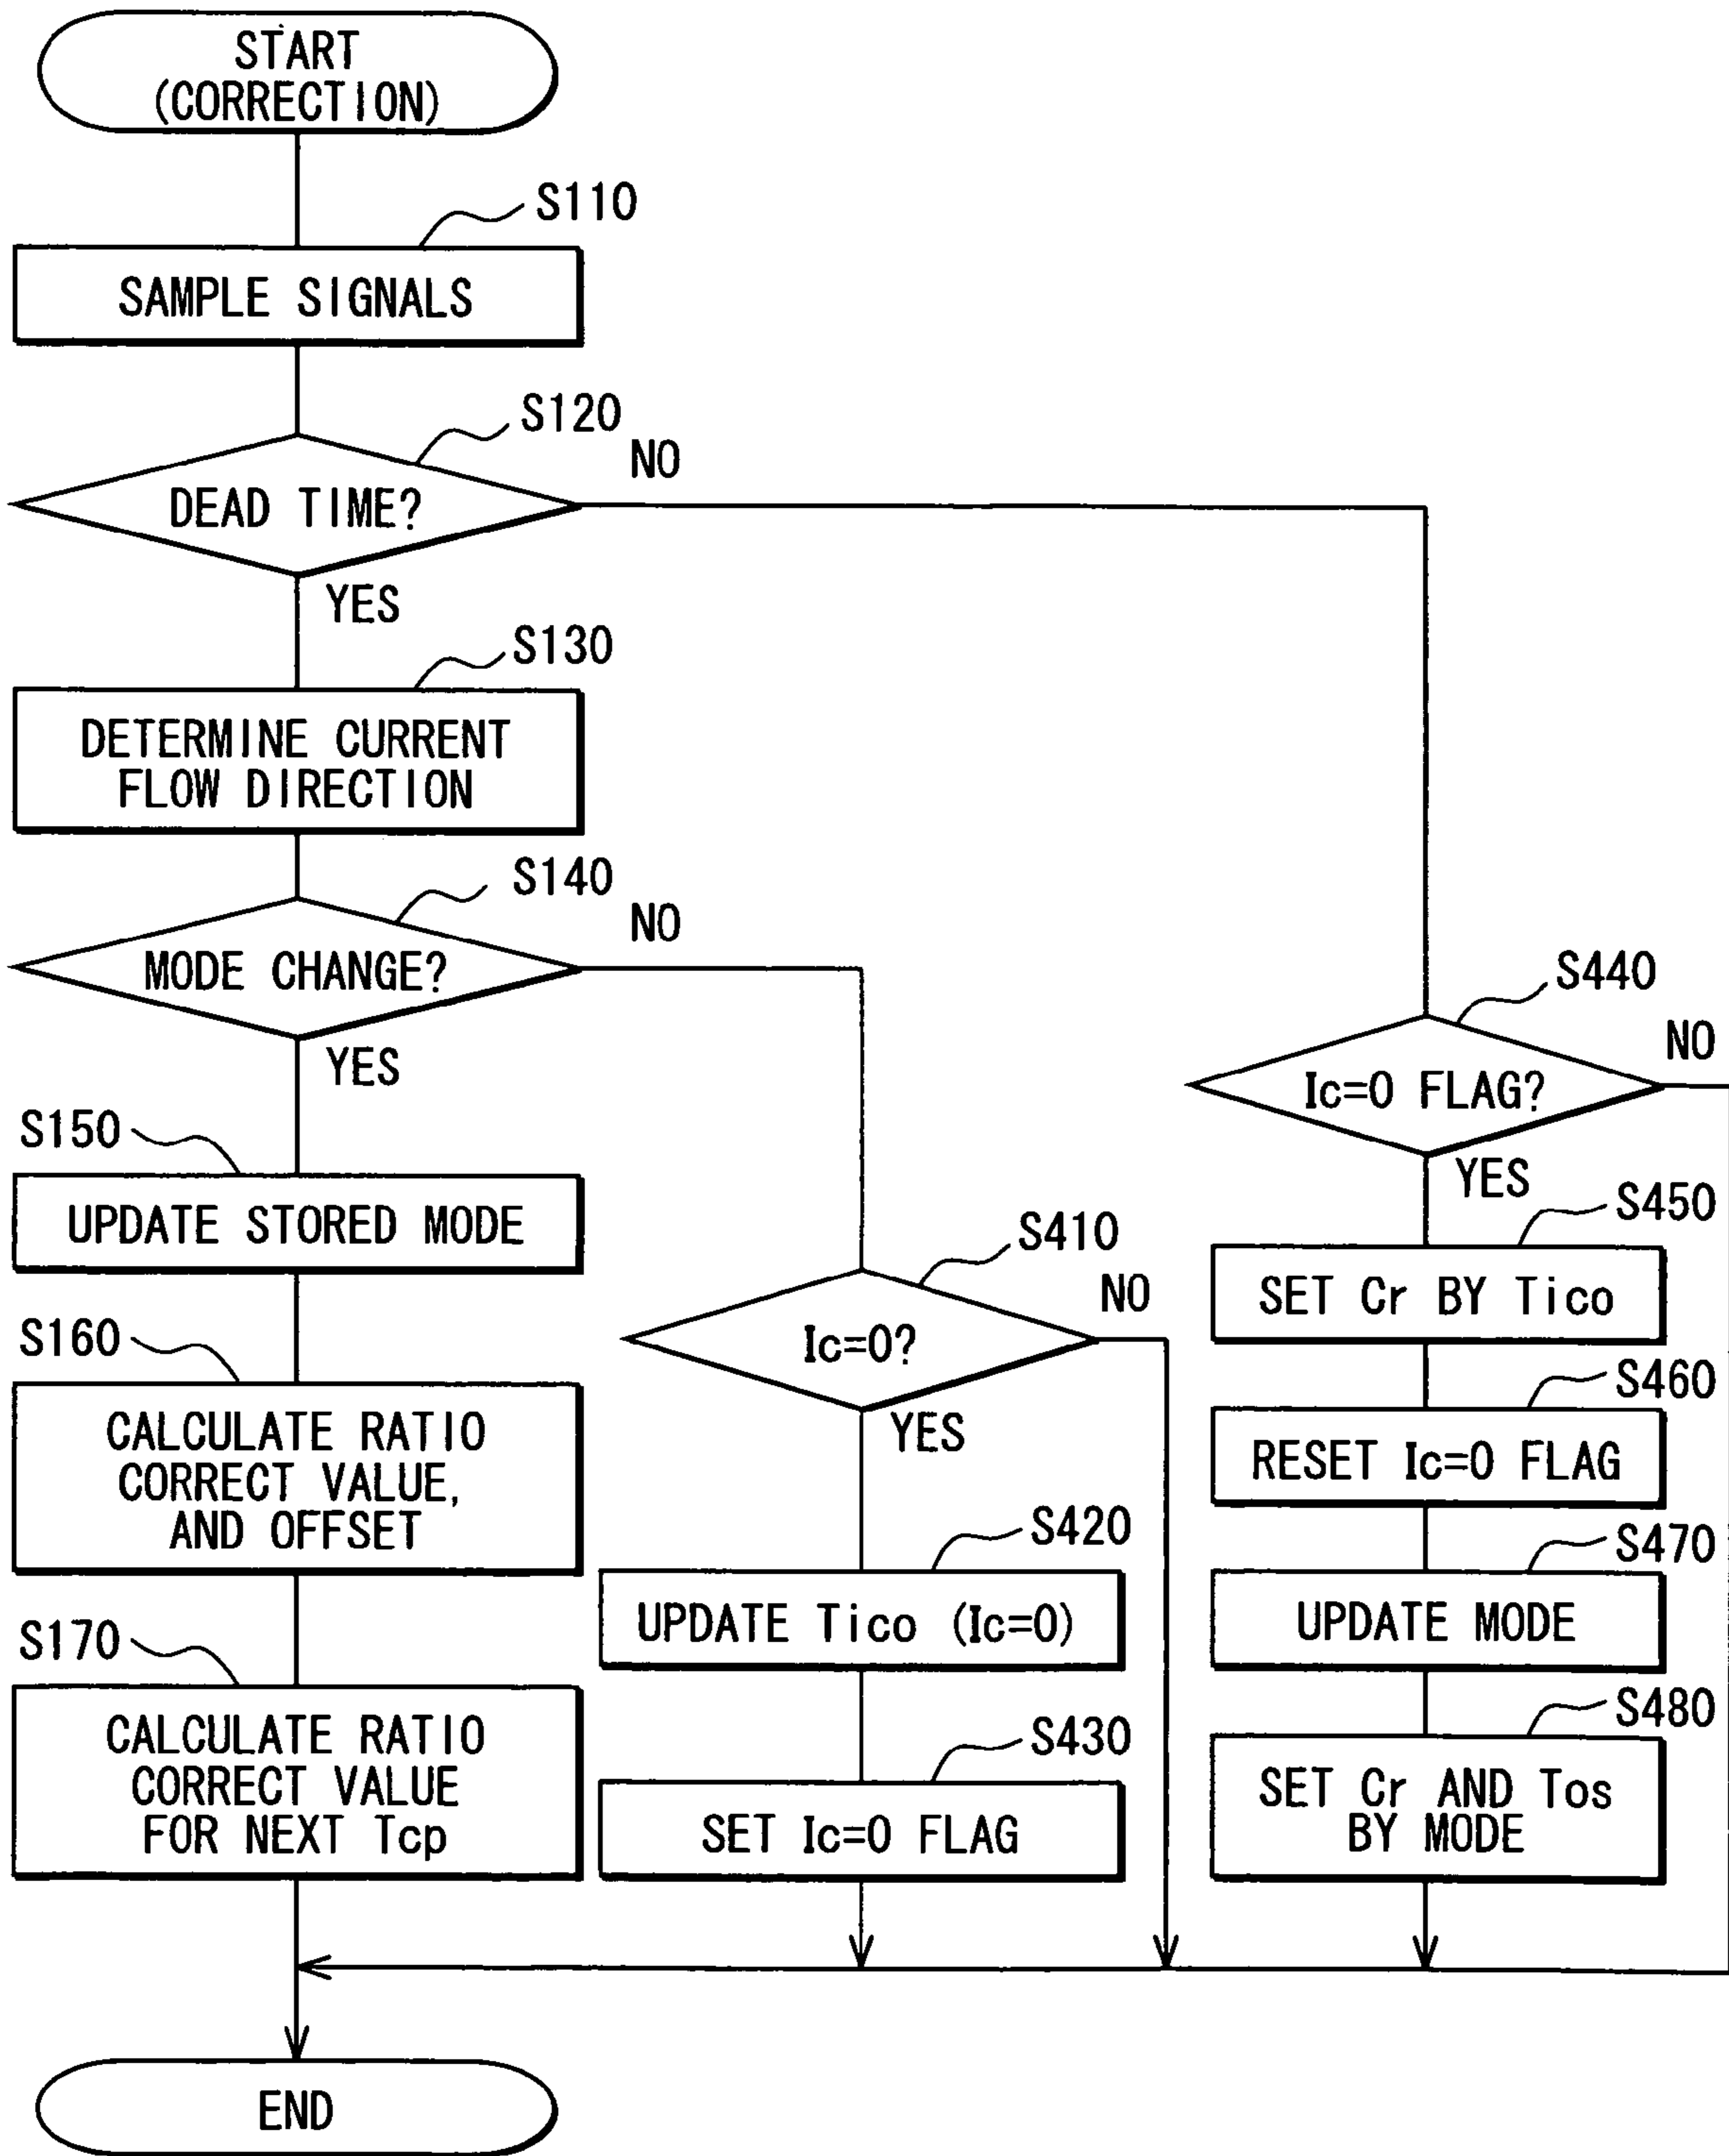 START
(CORRECTION)
S110
SAMPLE SIGNALS
S120
NO
DEAD TIME?
YES
S130
DETERMINE CURRENT
FLOW DIRECTION
S140
NO
MODE CHANGE?
YES
S150
UPDATE STORED MODE
S160
CALCULATE RATIO
CORRECT VALUE,
AND OFFSET
S170
CALCULATE RATIO
CORRECT VALUE
FOR NEXT Tcp
S410
NO
Ic=0?
YES
S420
UPDATE Tico (Ic=0)
S430
SET Ic=0 FLAG
S440
NO
Ic=0 FLAG?
YES
S450
SET Cr BY Tico
S460
RESET Ic=0 FLAG
S470
UPDATE MODE
S480
SET Cr AND Tos
BY MODE
END